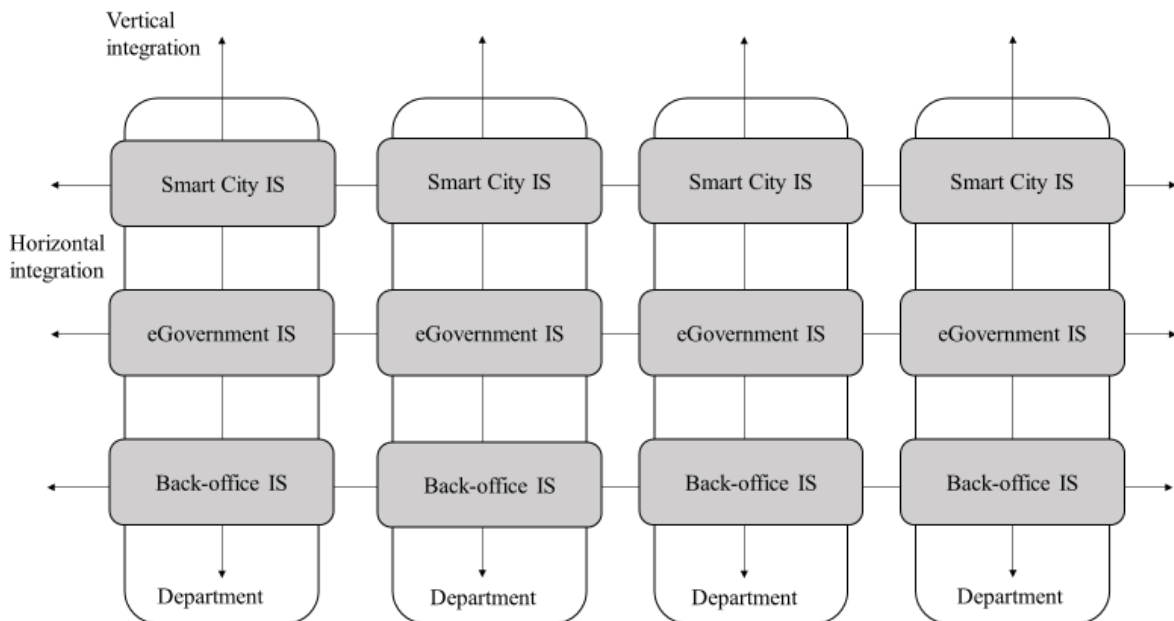 Vertical
integration
Smart City IS
Smart City IS
Smart City IS
Smart City IS
Horizontal
integration
eGovernment IS
eGovernment IS
eGovernment IS
eGovernment IS
Back-office IS
Back-office IS
Back-office IS
Back-office IS
Department
Department
Department
Department